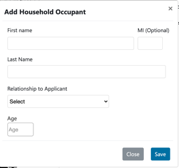 Add Household Occupant
×
First name MI (Optional)
Last Name
Relationship to Applicant
Select
Age
Age
Close Save